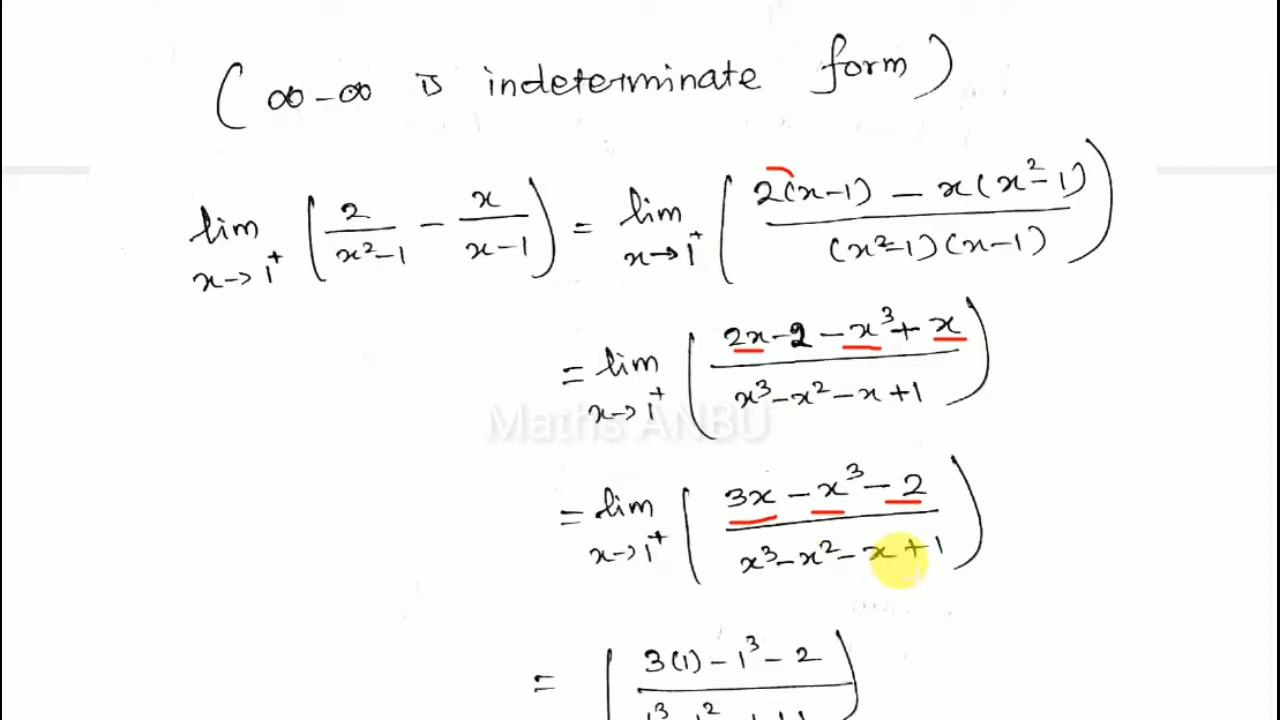 (∞-∞ is indeterminate form)
lim x→1⁺ (2/(x²-1) - x/(x-1)) = lim x→1⁺ ((2(x-1) - x(x²-1))/((x²-1)(x-1)))
= lim x→1⁺ ((2x-2-x³+x)/(x³-x²-x+1))
Maths ANBU
= lim x→1⁺ ((3x-x³-2)/(x³-x²-x+1))
= (3(1)-1³-2)/(1³-1²